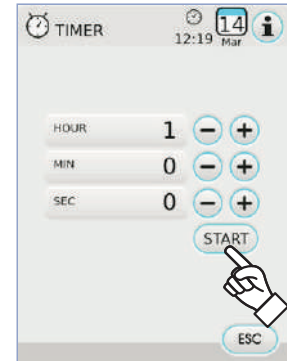 TIMER
12:19
14
Mar
i
HOUR 1 - +
MIN 0 - +
SEC 0 - +
START
ESC